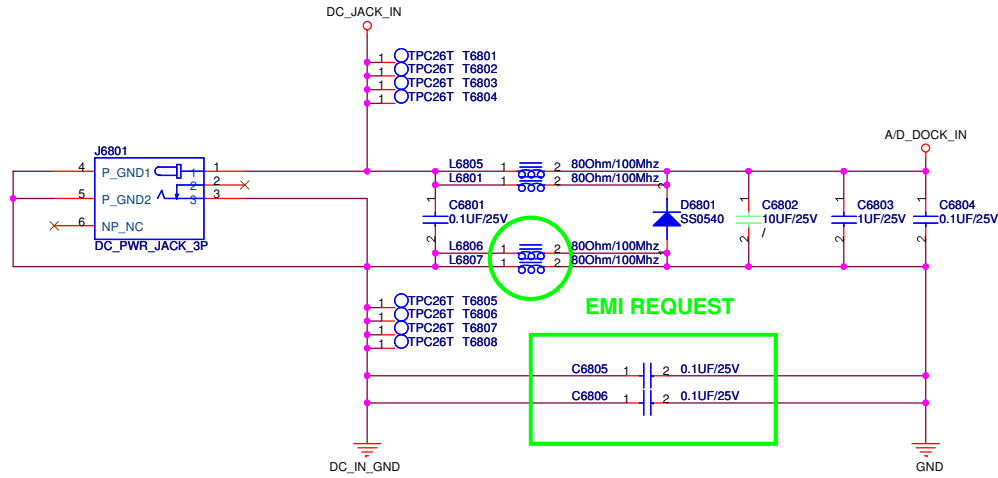 DC_JACK_IN
1 TPC26T T6801
1 TPC26T T6802
1 TPC26T T6803
1 TPC26T T6804
A/D_DOCK_IN
J6801
4 P_GND1 1 1
2 2
5 P_GND2 3 3
6 NP_NC
DC_PWR_JACK_3P
L6805 1 2 80Ohm/100Mhz
L6801 1 2 80Ohm/100Mhz
1 C6801 0.1UF/25V 2
2 D6801 SS0540 1
1 C6802 10UF/25V / 2
1 C6803 1UF/25V 2
1 C6804 0.1UF/25V 2
L6806 1 2 80Ohm/100Mhz
L6807 1 2 80Ohm/100Mhz
EMI REQUEST
1 TPC26T T6805
1 TPC26T T6806
1 TPC26T T6807
1 TPC26T T6808
C6805 1 2 0.1UF/25V
C6806 1 2 0.1UF/25V
DC_IN_GND
GND